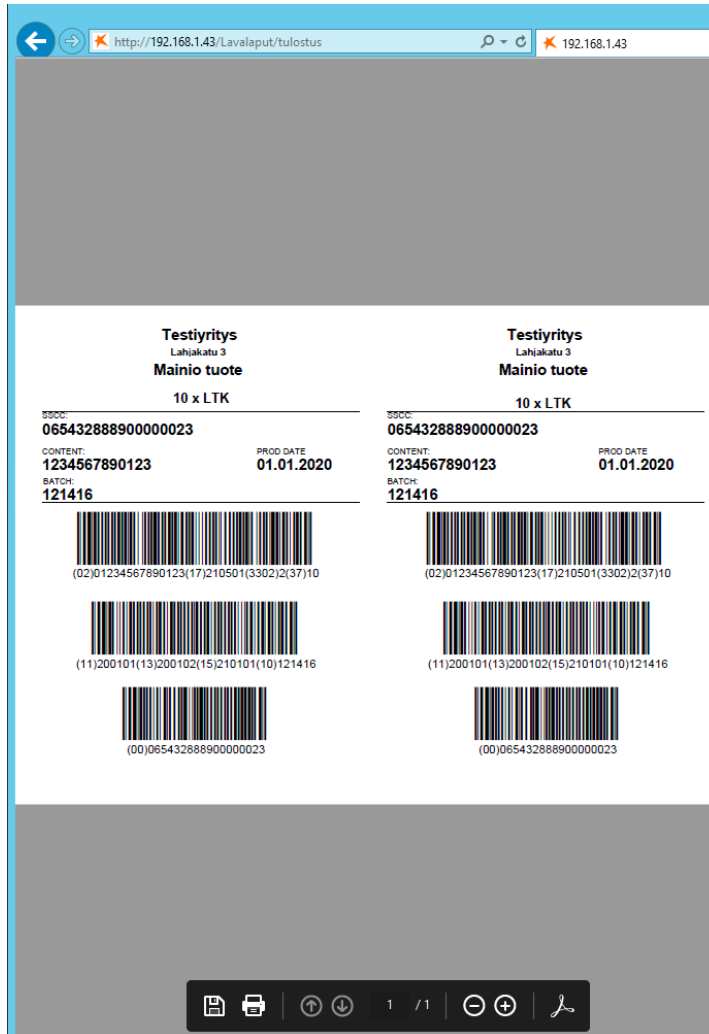 http://192.168.1.43/Lavalaput/tulostus
192.168.1.43
Testiyritys
Lahjakatu 3
Mainio tuote
10 x LTK
SSCC:
065432888900000023
CONTENT:
PROD DATE
1234567890123
01.01.2020
BATCH:
121416
(02)01234567890123(17)210501(3302)2(37)10
(11)200101(13)200102(15)210101(10)121416
(00)065432888900000023
Testiyritys
Lahjakatu 3
Mainio tuote
10 x LTK
SSCC:
065432888900000023
CONTENT:
PROD DATE
1234567890123
01.01.2020
BATCH:
121416
(02)01234567890123(17)210501(3302)2(37)10
(11)200101(13)200102(15)210101(10)121416
(00)065432888900000023
1 / 1